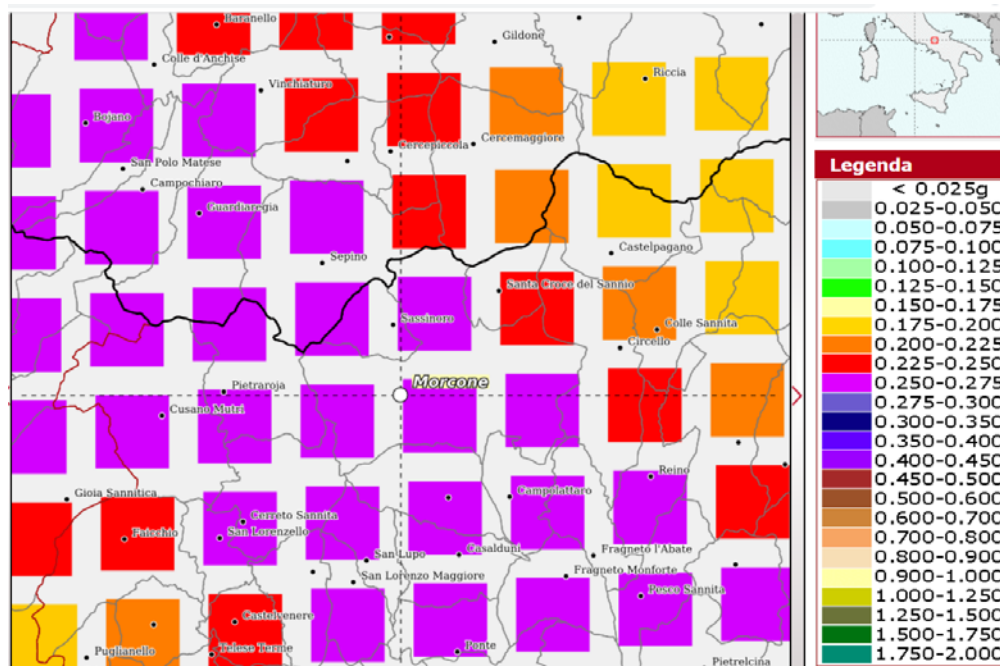 Baranello
Gildone
Colle d'Anchise
Riccia
Vinchiaturo
Bojano
Cercemaggiore
Cercepiccola
San Polo Matese
Campochiaro
Guardiaregia
Castelpagano
Sepino
Santa Croce del Sannio
Sassinoro
Colle Sannita
Circello
Morcone
Pietraroja
Cusano Mutri
Reino
Gioia Sannitica
Campolattaro
Cerreto Sannita
Faicchio
San Lorenzello
San Lupo
Casalduni
Fragneto l'Abate
San Lorenzo Maggiore
Fragneto Monforte
Pesco Sannita
Castelvenere
Puglianello
Telese Terme
Ponte
Pietrelcina
Legenda
< 0.025g
0.025-0.050
0.050-0.075
0.075-0.100
0.100-0.125
0.125-0.150
0.150-0.175
0.175-0.200
0.200-0.225
0.225-0.250
0.250-0.275
0.275-0.300
0.300-0.350
0.350-0.400
0.400-0.450
0.450-0.500
0.500-0.600
0.600-0.700
0.700-0.800
0.800-0.900
0.900-1.000
1.000-1.250
1.250-1.500
1.500-1.750
1.750-2.000